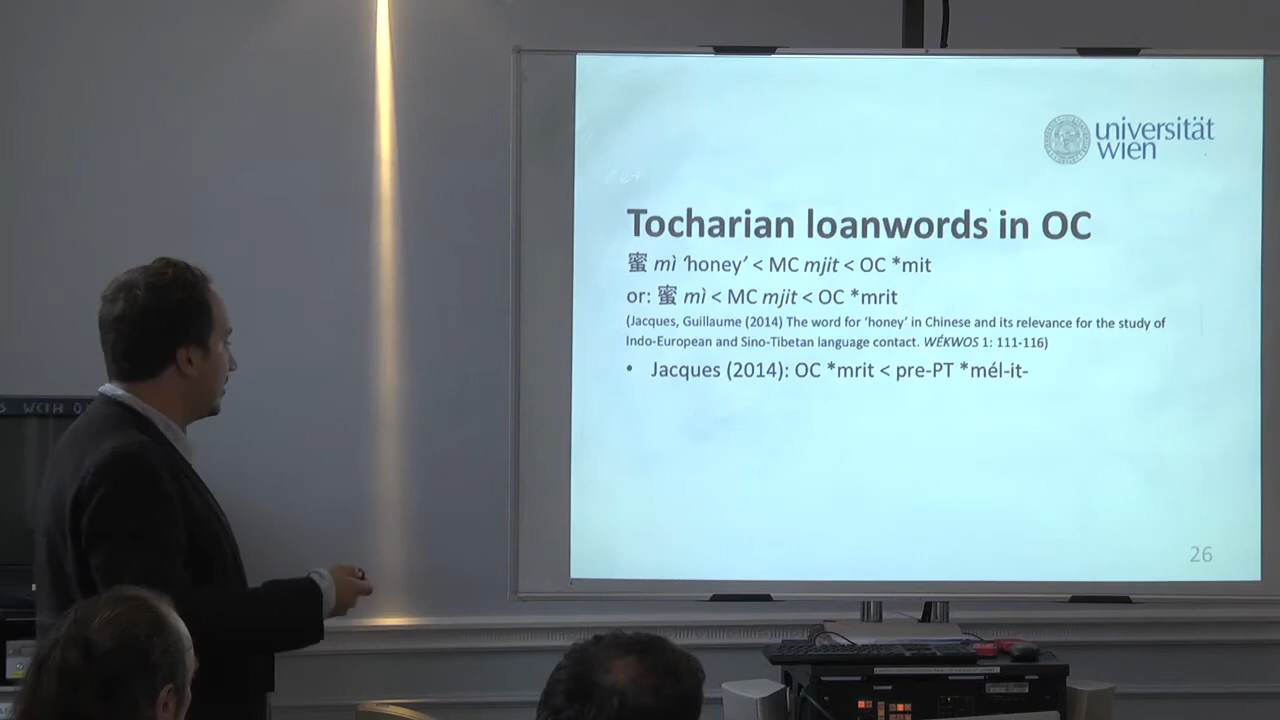 universität
wien
Tocharian loanwords in OC
蜜 mì ‘honey’ < MC mjit < OC *mit
or: 蜜 mì < MC mjit < OC *mrit
(Jacques, Guillaume (2014) The word for ‘honey’ in Chinese and its relevance for the study of
Indo-European and Sino-Tibetan language contact. WÉKWOS 1: 111-116)
• Jacques (2014): OC *mrit < pre-PT *mél-it-
26